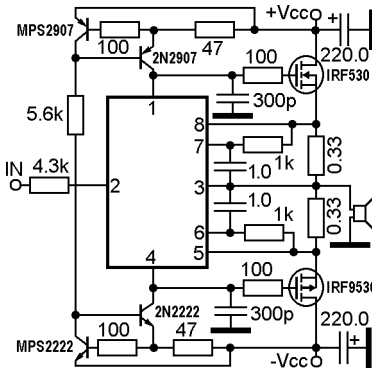 MPS2907
+Vcc
100
47
2N2907
220.0
100
IRF530
1
300p
5.6k
8
7
1k
0.33
1.0
IN
4.3k
2
3
1.0
1k
0.33
6
5
4
100
IRF9530
2N2222
300p
100
47
220.0
MPS2222
-Vcc